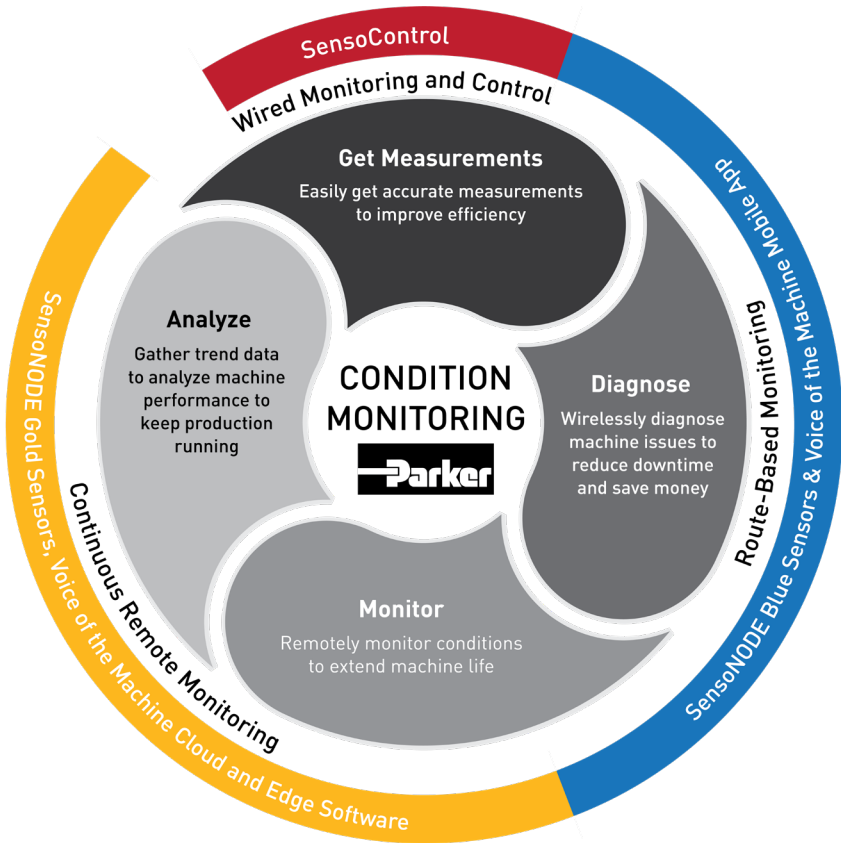 SensoControl
Wired Monitoring and Control
Get Measurements
Easily get accurate measurements
to improve efficiency
SensoNODE Blue Sensors & Voice of the Machine Mobile App
Route-Based Monitoring
Diagnose
Wirelessly diagnose
machine issues to
reduce downtime
and save money
Monitor
Remotely monitor conditions
to extend machine life
SensoNODE Gold Sensors, Voice of the Machine Cloud and Edge Software
Continuous Remote Monitoring
Analyze
Gather trend data
to analyze machine
performance to
keep production
running
CONDITION
MONITORING
Parker